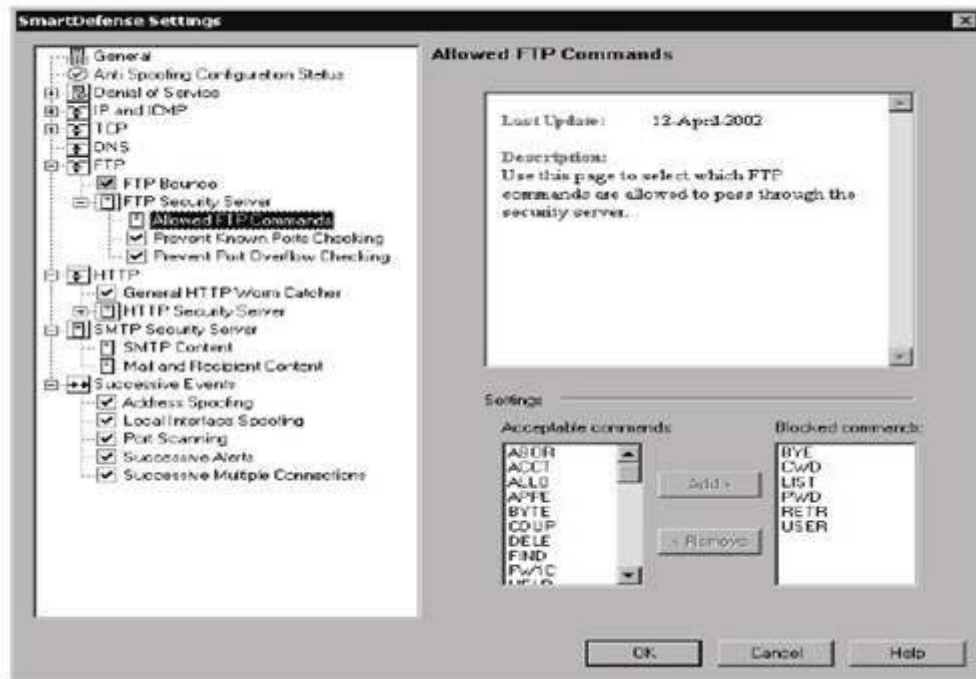 SmartDefense Settings
General
Anti Spoofing Configuration Status
Denial of Service
IP and ICMP
TCP
DNS
FTP
FTP Bounce
FTP Security Server
Allowed FTP Commands
Prevent Known Ports Checking
Prevent Port Overflow Checking
HTTP
General HTTP Worm Catcher
HTTP Security Server
SMTP Security Server
SMTP Content
Mail and Recipient Content
Successive Events
Address Spoofing
Local Interface Spoofing
Port Scanning
Successive Alerts
Successive Multiple Connections
Allowed FTP Commands
Last Update: 12-April-2002
Description:
Use this page to select which FTP
commands are allowed to pass through the
security server.
Settings
Acceptable commands:
ABOR
ACCT
ALLO
APPE
BYTE
COUP
DELE
FIND
FW1C
Add >
< Remove
Blocked commands:
BYE
CWD
LIST
PWD
RETR
USER
OK
Cancel
Help